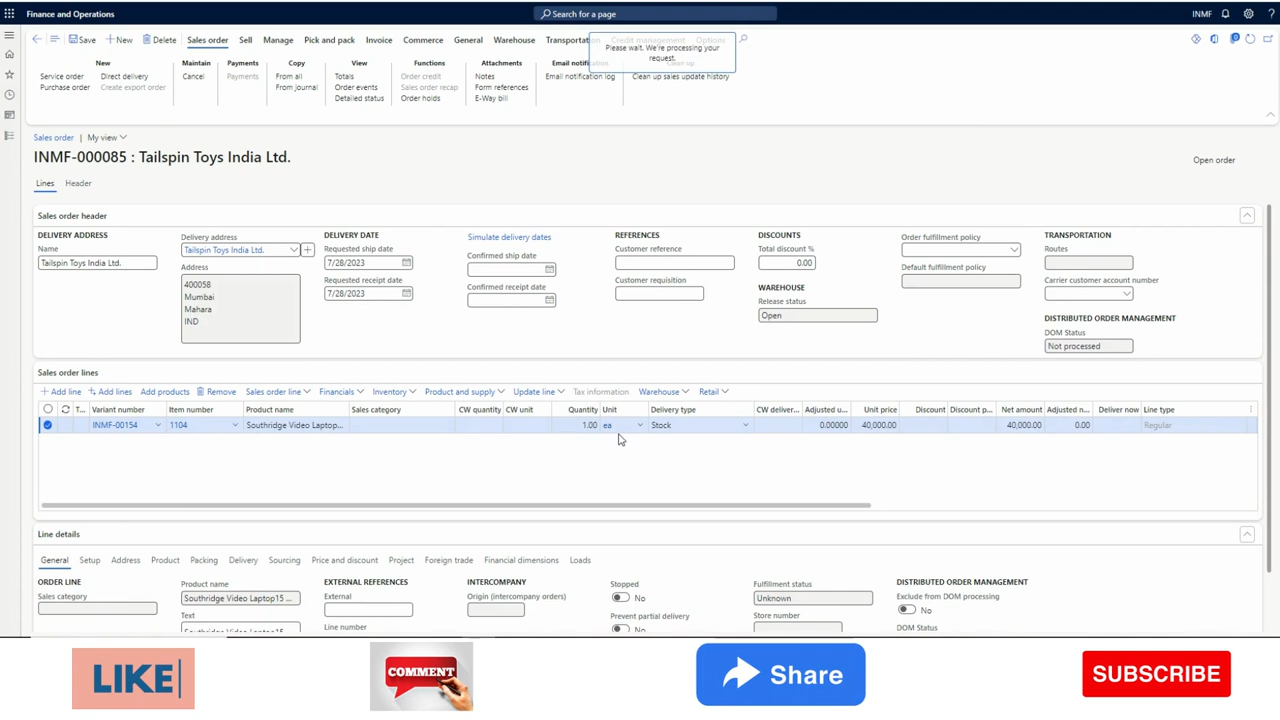 Finance and Operations
Search for a page
INMF
?
Save
New
Delete
Sales order
Sell
Manage
Pick and pack
Invoice
Commerce
General
Warehouse
Transportatio
Credit management
Options
Please wait. We're processing your
request.
New
Maintain
Payments
Copy
View
Functions
Attachments
Email notification
Clean up
Service order
Direct delivery
Cancel
Payments
From all
Totals
Order credit
Notes
Email notification log
Clean up sales update history
Purchase order
Create export order
From journal
Order events
Sales order recap
Form references
Detailed status
Order holds
E-Way bill
Sales order | My view
INMF-000085 : Tailspin Toys India Ltd.
Open order
Lines
Header
Sales order header
DELIVERY ADDRESS
Name
Tailspin Toys India Ltd.
Delivery address
Tailspin Toys India Ltd.
Address
400058
Mumbai
Mahara
IND
DELIVERY DATE
Requested ship date
7/28/2023
Requested receipt date
7/28/2023
Simulate delivery dates
Confirmed ship date
Confirmed receipt date
REFERENCES
Customer reference
Customer requisition
DISCOUNTS
Total discount %
0.00
WAREHOUSE
Release status
Open
Order fulfillment policy
Default fulfillment policy
TRANSPORTATION
Routes
Carrier customer account number
DISTRIBUTED ORDER MANAGEMENT
DOM Status
Not processed
Sales order lines
Add line
Add lines
Add products
Remove
Sales order line
Financials
Inventory
Product and supply
Update line
Tax information
Warehouse
Retail
T...
Variant number
Item number
Product name
Sales category
CW quantity
CW unit
Quantity
Unit
Delivery type
CW deliver...
Adjusted u...
Unit price
Discount
Discount p...
Net amount
Adjusted n...
Deliver now
Line type
INMF-00154
1104
Southridge Video Laptop...
1.00
ea
Stock
0.00000
40,000.00
40,000.00
0.00
Regular
Line details
General
Setup
Address
Product
Packing
Delivery
Sourcing
Price and discount
Project
Foreign trade
Financial dimensions
Loads
ORDER LINE
Sales category
Product name
Southridge Video Laptop15 ...
Text
Southridge Video Laptop15 ...
EXTERNAL REFERENCES
External
Line number
INTERCOMPANY
Origin (intercompany orders)
Stopped
No
Prevent partial delivery
No
Fulfillment status
Unknown
Store number
DISTRIBUTED ORDER MANAGEMENT
Exclude from DOM processing
No
DOM Status
LIKE
COMMENT
Share
SUBSCRIBE